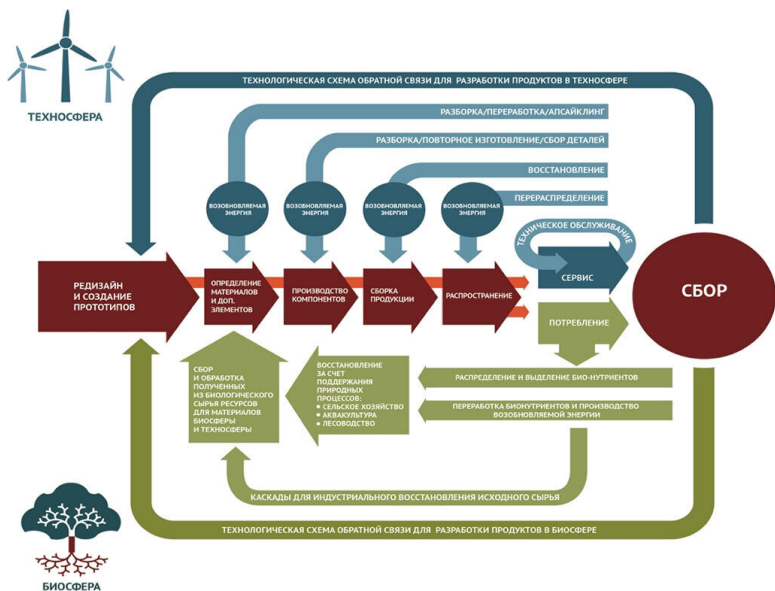 ТЕХНОСФЕРА
ТЕХНОЛОГИЧЕСКАЯ СХЕМА ОБРАТНОЙ СВЯЗИ ДЛЯ РАЗРАБОТКИ ПРОДУКТОВ В ТЕХНОСФЕРЕ
РАЗБОРКА/ПЕРЕРАБОТКА/АПСАЙКЛИНГ
РАЗБОРКА/ПОВТОРНОЕ ИЗГОТОВЛЕНИЕ/СБОР ДЕТАЛЕЙ
ВОССТАНОВЛЕНИЕ
ПЕРЕРАСПРЕДЕЛЕНИЕ
ВОЗОБНОВЛЯЕМАЯ
ЭНЕРГИЯ
ВОЗОБНОВЛЯЕМАЯ
ЭНЕРГИЯ
ВОЗОБНОВЛЯЕМАЯ
ЭНЕРГИЯ
ВОЗОБНОВЛЯЕМАЯ
ЭНЕРГИЯ
ТЕХНИЧЕСКОЕ ОБСЛУЖИВАНИЕ
РЕДИЗАЙН
И СОЗДАНИЕ
ПРОТОТИПОВ
ОПРЕДЕЛЕНИЕ
МАТЕРИАЛОВ
И ДОП.
ЭЛЕМЕНТОВ
ПРОИЗВОДСТВО
КОМПОНЕНТОВ
СБОРКА
ПРОДУКЦИИ
РАСПРОСТРАНЕНИЕ
СЕРВИС
ПОТРЕБЛЕНИЕ
СБОР
СБОР
И ОБРАБОТКА
ПОЛУЧЕННЫХ
ИЗ БИОЛОГИЧЕСКОГО
СЫРЬЯ РЕСУРСОВ
ДЛЯ МАТЕРИАЛОВ
БИОСФЕРЫ
И ТЕХНОСФЕРЫ
ВОССТАНОВЛЕНИЕ
ЗА СЧЕТ
ПОДДЕРЖАНИЯ
ПРИРОДНЫХ
ПРОЦЕССОВ:
• СЕЛЬСКОЕ ХОЗЯЙСТВО
• АКВАКУЛЬТУРА
• ЛЕСОВОДСТВО
РАСПРЕДЕЛЕНИЕ И ВЫДЕЛЕНИЕ БИО-НУТРИЕНТОВ
ПЕРЕРАБОТКА БИОНУТРИЕНТОВ И ПРОИЗВОДСТВО
ВОЗОБНОВЛЯЕМОЙ ЭНЕРГИИ
КАСКАДЫ ДЛЯ ИНДУСТРИАЛЬНОГО ВОССТАНОВЛЕНИЯ ИСХОДНОГО СЫРЬЯ
ТЕХНОЛОГИЧЕСКАЯ СХЕМА ОБРАТНОЙ СВЯЗИ ДЛЯ РАЗРАБОТКИ ПРОДУКТОВ В БИОСФЕРЕ
БИОСФЕРА